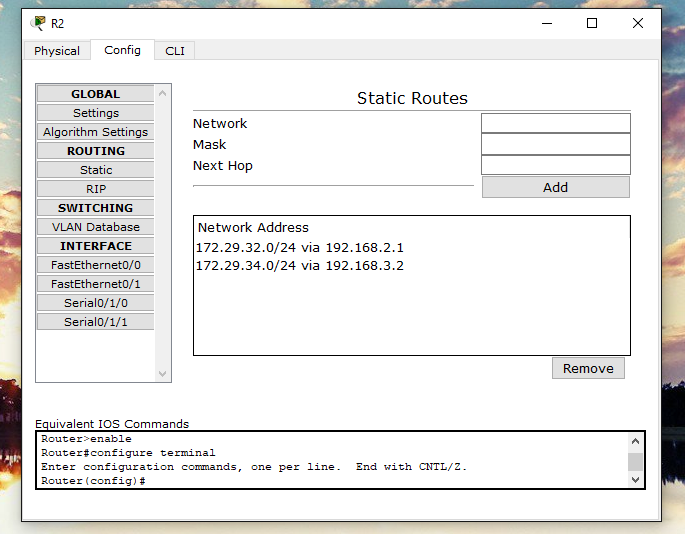 R2
Physical
Config
CLI
GLOBAL
Settings
Algorithm Settings
ROUTING
Static
RIP
SWITCHING
VLAN Database
INTERFACE
FastEthernet0/0
FastEthernet0/1
Serial0/1/0
Serial0/1/1
Static Routes
Network
Mask
Next Hop
Add
Network Address
172.29.32.0/24 via 192.168.2.1
172.29.34.0/24 via 192.168.3.2
Remove
Equivalent IOS Commands
Router>enable
Router#configure terminal
Enter configuration commands, one per line.  End with CNTL/Z.
Router(config)#